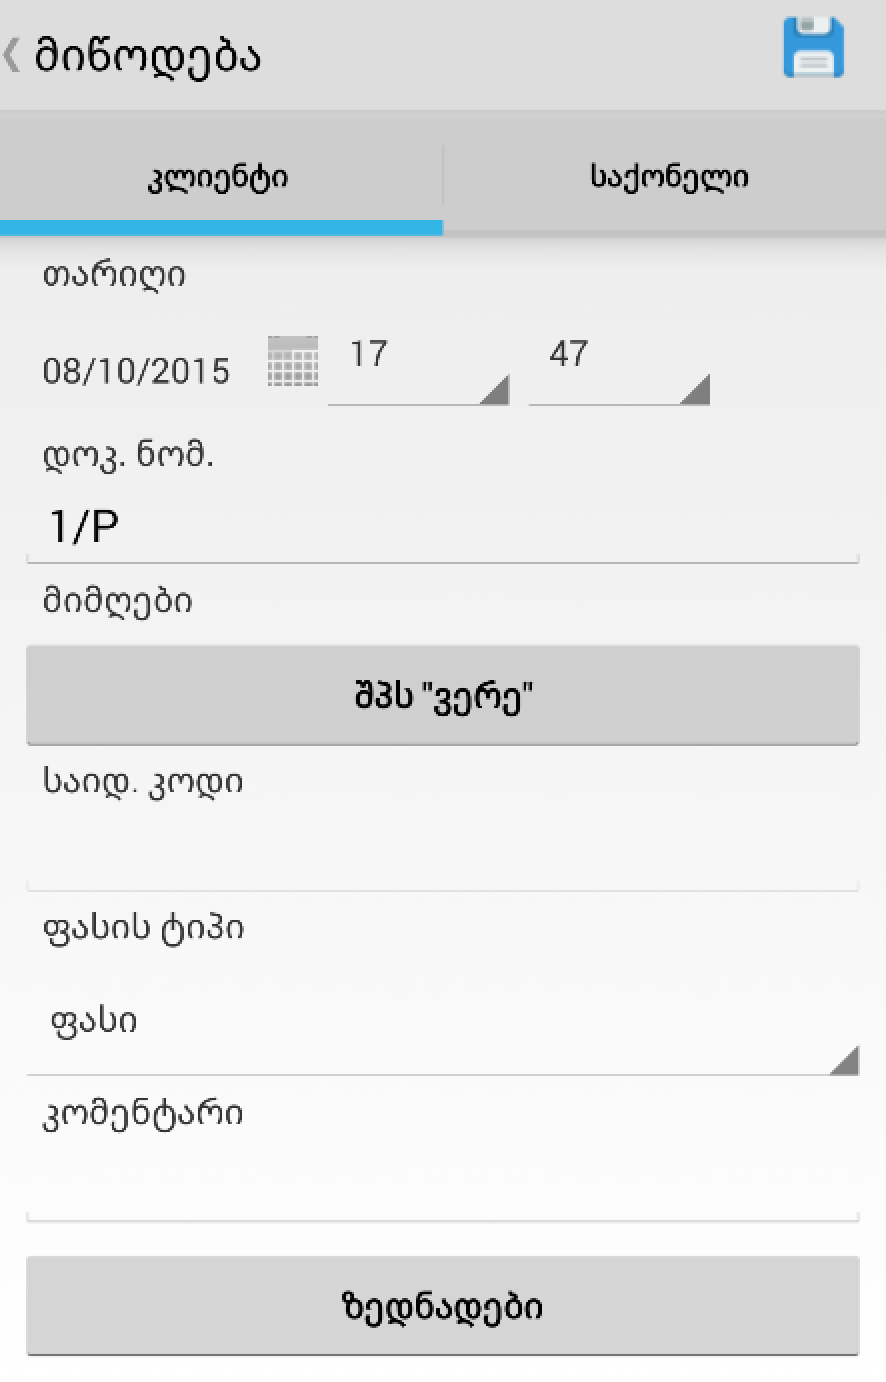 მიწოდება
კლიენტი საქონელი
თარიღი
08/10/2015 17 47
დოკ. ნომ.
1/P
მიმღები
შპს "ვერე"
საიდ. კოდი
ფასის ტიპი
ფასი
კომენტარი
ზედნადები